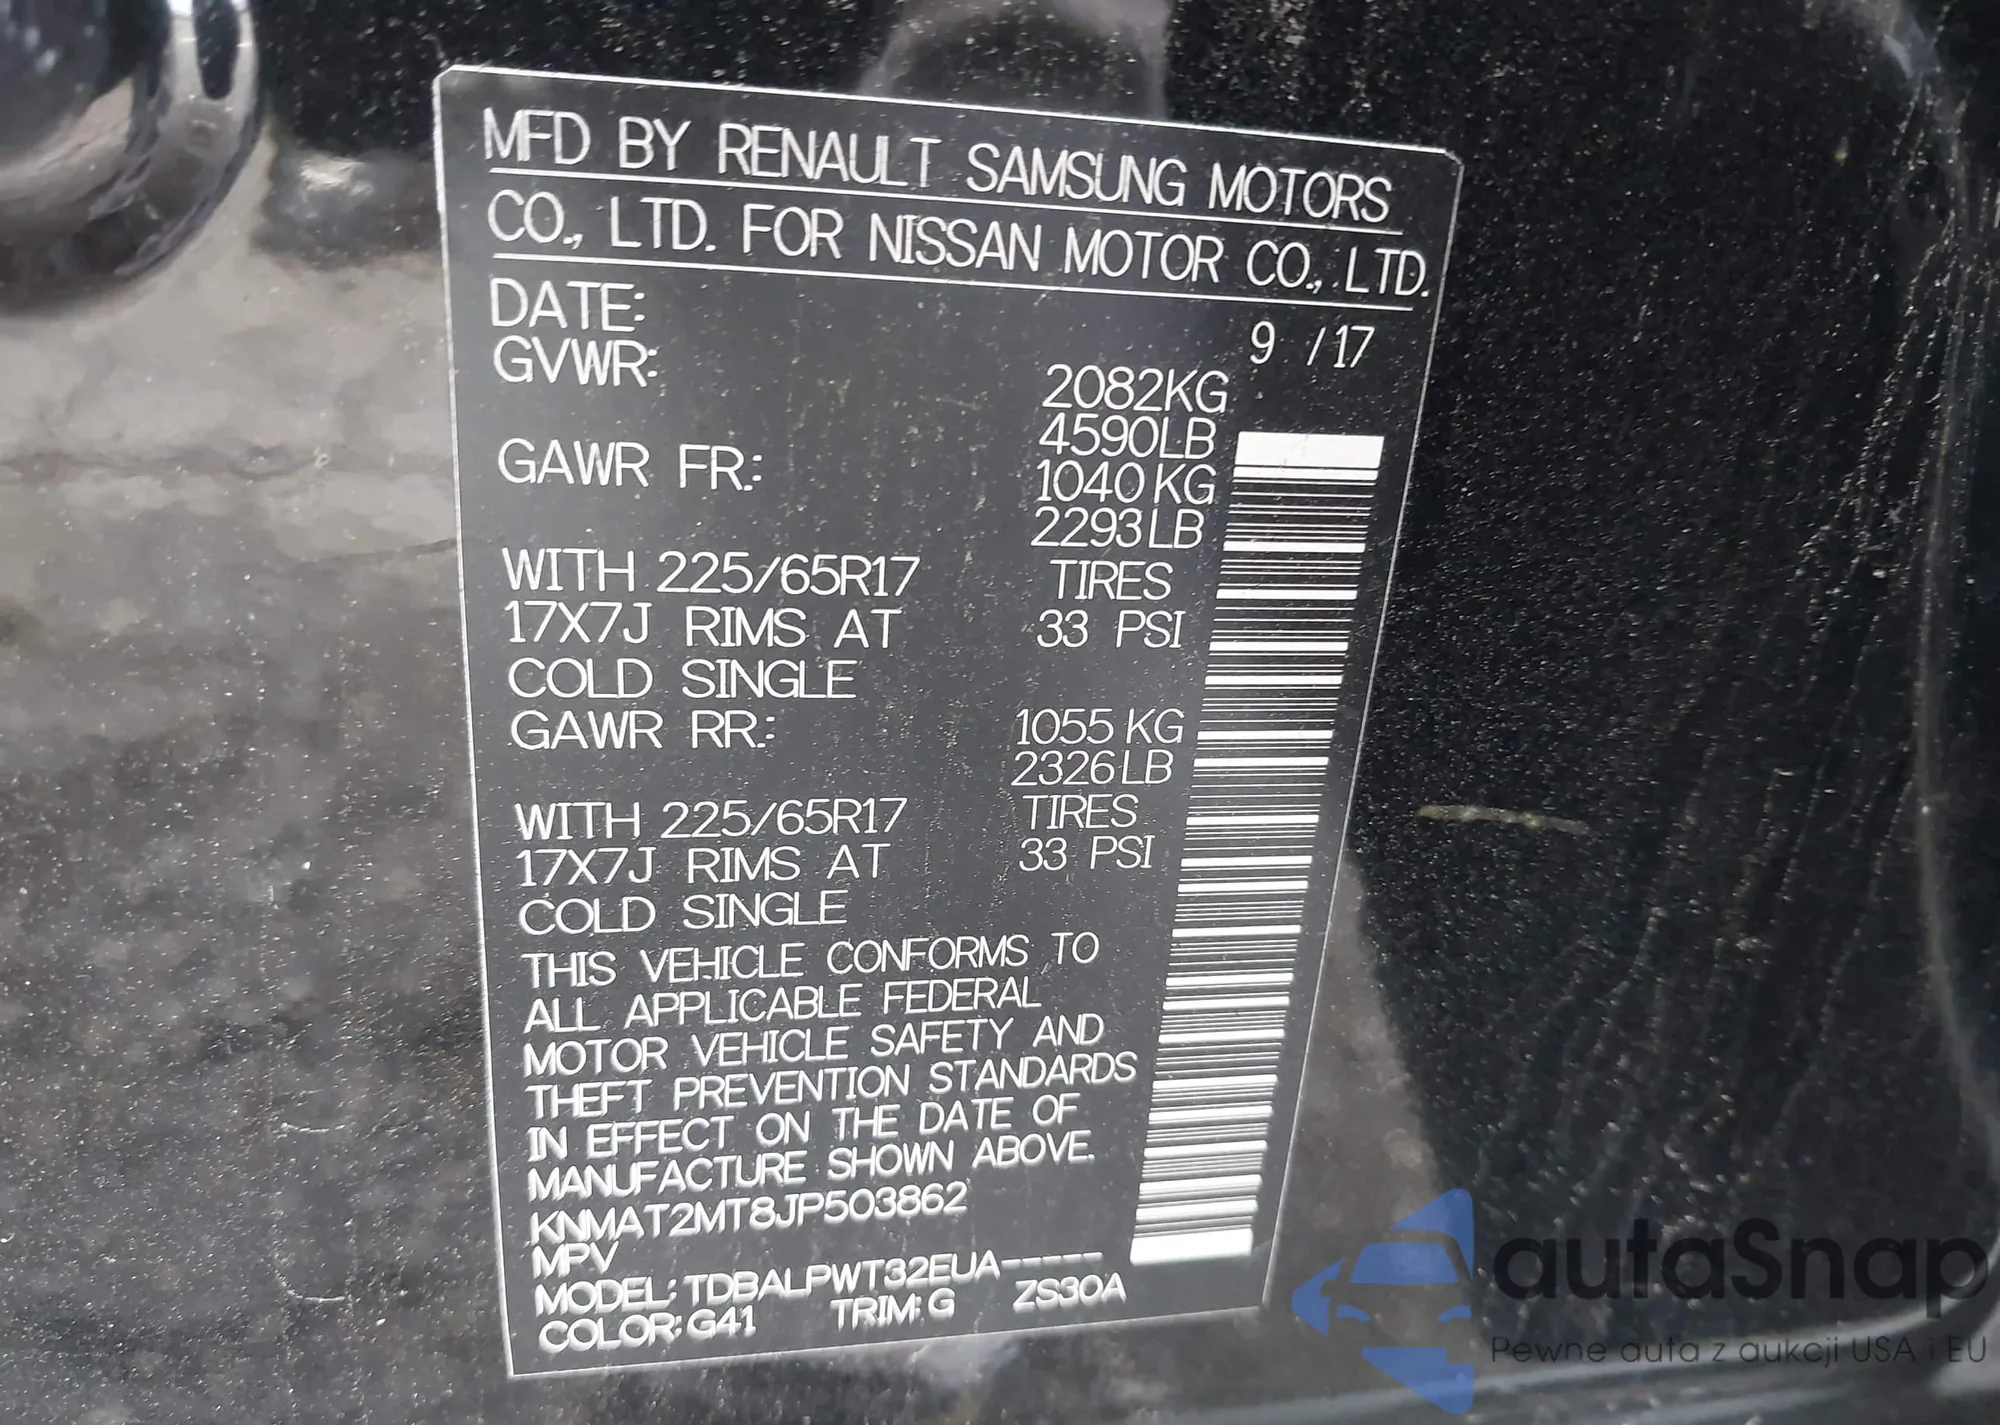 MFD BY RENAULT SAMSUNG MOTORS
CO., LTD. FOR NISSAN MOTOR CO., LTD.
DATE: 9 /17
GVWR: 2082KG
4590LB
GAWR FR.: 1040 KG
2293LB
WITH 225/65R17 TIRES
17X7J RIMS AT 33 PSI
COLD SINGLE
GAWR RR.: 1055 KG
2326LB
WITH 225/65R17 TIRES
17X7J RIMS AT 33 PSI
COLD SINGLE
THIS VEHICLE CONFORMS TO
ALL APPLICABLE FEDERAL
MOTOR VEHICLE SAFETY AND
THEFT PREVENTION STANDARDS
IN EFFECT ON THE DATE OF
MANUFACTURE SHOWN ABOVE.
KNMAT2MT8JP503862
MPV
MODEL: TDBALPWT32EUA-----
COLOR: G41 TRIM: G ZS30A
autaSnap
Pewne auta z aukcji USA i EU